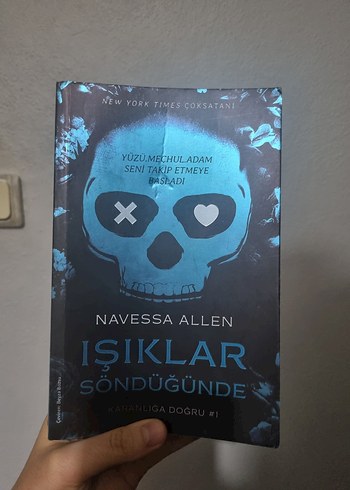 NEW YORK TIMES ÇOKSATANI
YÜZÜ MEÇHUL ADAM
SENİ TAKİP ETMEYE
BAŞLADI
NAVESSA ALLEN
IŞIKLAR
SÖNDÜĞÜNDE
KARANLIĞA DOĞRU #1